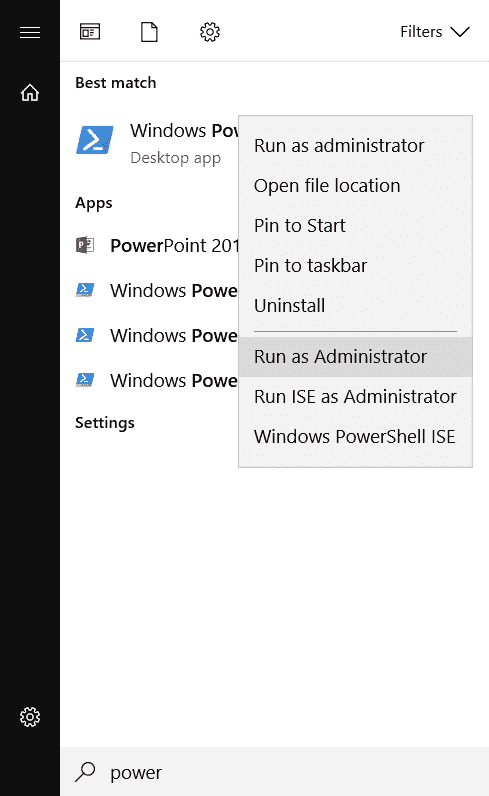 Filters
Best match
Windows Pow
Desktop app
Run as administrator
Open file location
Pin to Start
Pin to taskbar
Uninstall
Run as Administrator
Run ISE as Administrator
Windows PowerShell ISE
Apps
PowerPoint 201
Windows Powe
Windows Powe
Windows Powe
Settings
power